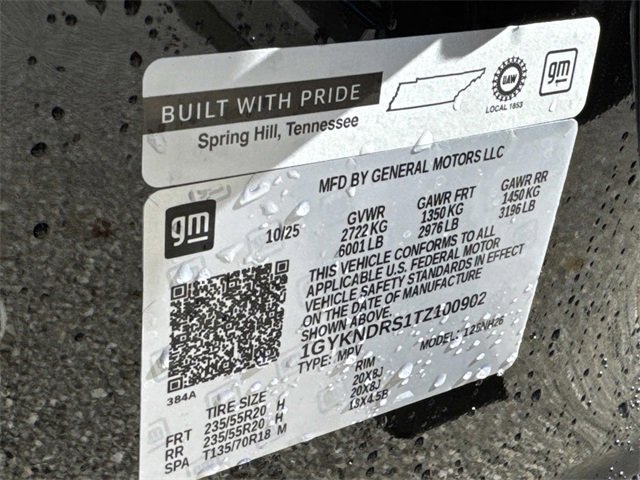 BUILT WITH PRIDE
Spring Hill, Tennessee
UAW
LOCAL 1853
gm
MFD BY GENERAL MOTORS LLC
gm
10/25
GVWR GAWR FRT GAWR RR
2722 KG 1350 KG 1450 KG
6001 LB 2976 LB 3196 LB
THIS VEHICLE CONFORMS TO ALL
APPLICABLE U.S. FEDERAL MOTOR
VEHICLE SAFETY STANDARDS IN EFFECT
ON THE DATE OF MANUFACTURE
SHOWN ABOVE.
1GYKNDRS1TZ100902
TYPE: MPV MODEL:
384A
TIRE SIZE RIM
FRT 235/55R20 H 20X8J
RR 235/55R20 H 20X8J
SPA T135/70R18 M 18X4.5B